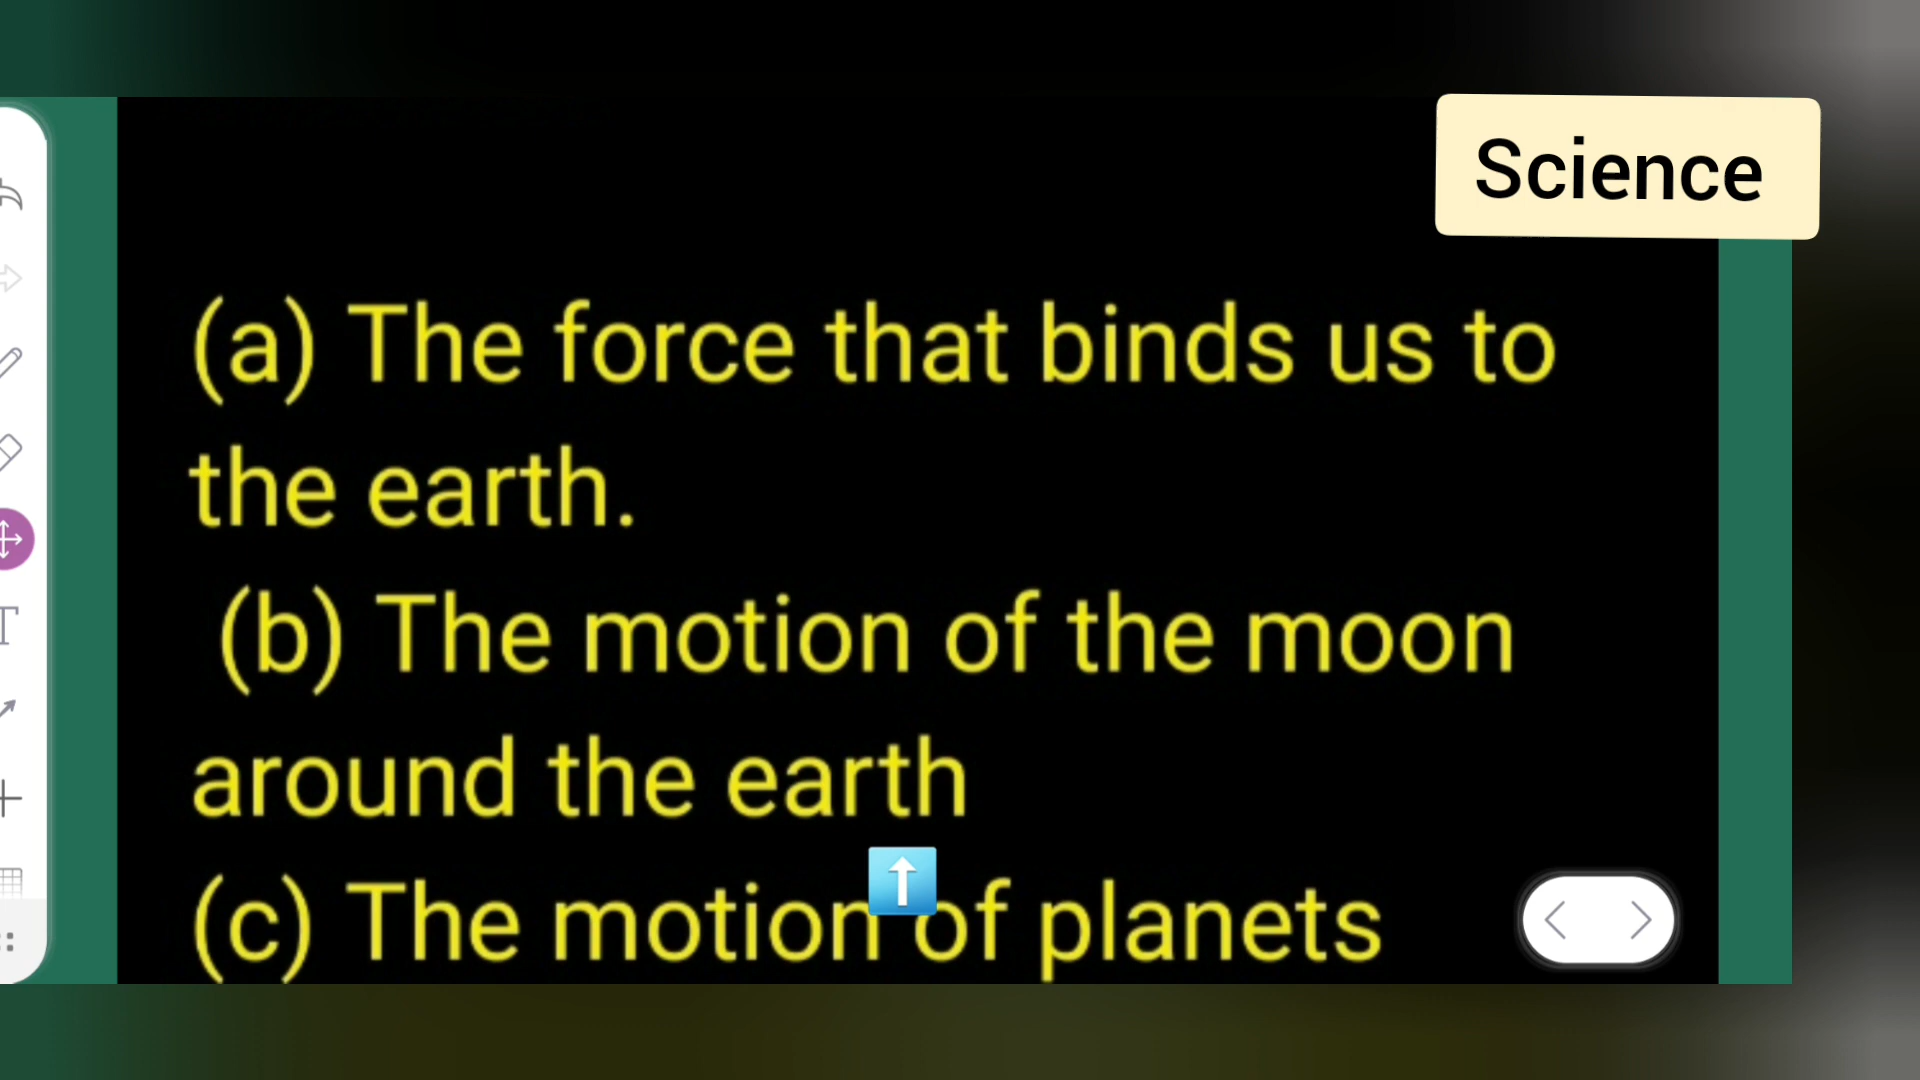 Science
(a) The force that binds us to
the earth.
(b) The motion of the moon
around the earth
(c) The motion of planets